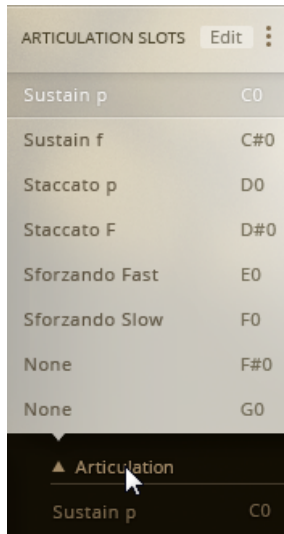 ARTICULATION SLOTS Edit
Sustain p C0
Sustain f C#0
Staccato p D0
Staccato F D#0
Sforzando Fast E0
Sforzando Slow F0
None F#0
None G0
Articulation
Sustain p C0